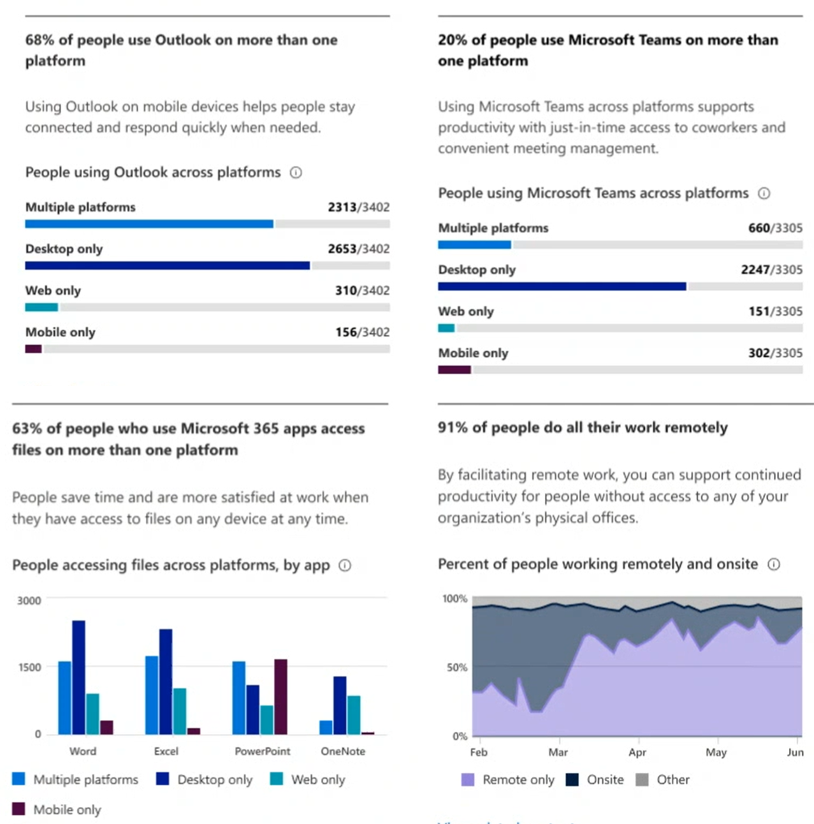 68% of people use Outlook on more than one
platform
Using Outlook on mobile devices helps people stay
connected and respond quickly when needed.
People using Outlook across platforms
Multiple platforms 2313/3402
Desktop only 2653/3402
Web only 310/3402
Mobile only 156/3402
20% of people use Microsoft Teams on more than
one platform
Using Microsoft Teams across platforms supports
productivity with just-in-time access to coworkers and
convenient meeting management.
People using Microsoft Teams across platforms
Multiple platforms 660/3305
Desktop only 2247/3305
Web only 151/3305
Mobile only 302/3305
63% of people who use Microsoft 365 apps access
files on more than one platform
People save time and are more satisfied at work when
they have access to files on any device at any time.
People accessing files across platforms, by app
3000
1500
0
Word Excel PowerPoint OneNote
Multiple platforms Desktop only Web only
Mobile only
91% of people do all their work remotely
By facilitating remote work, you can support continued
productivity for people without access to any of your
organization's physical offices.
Percent of people working remotely and onsite
100%
50%
0%
Feb Mar Apr May Jun
Remote only Onsite Other